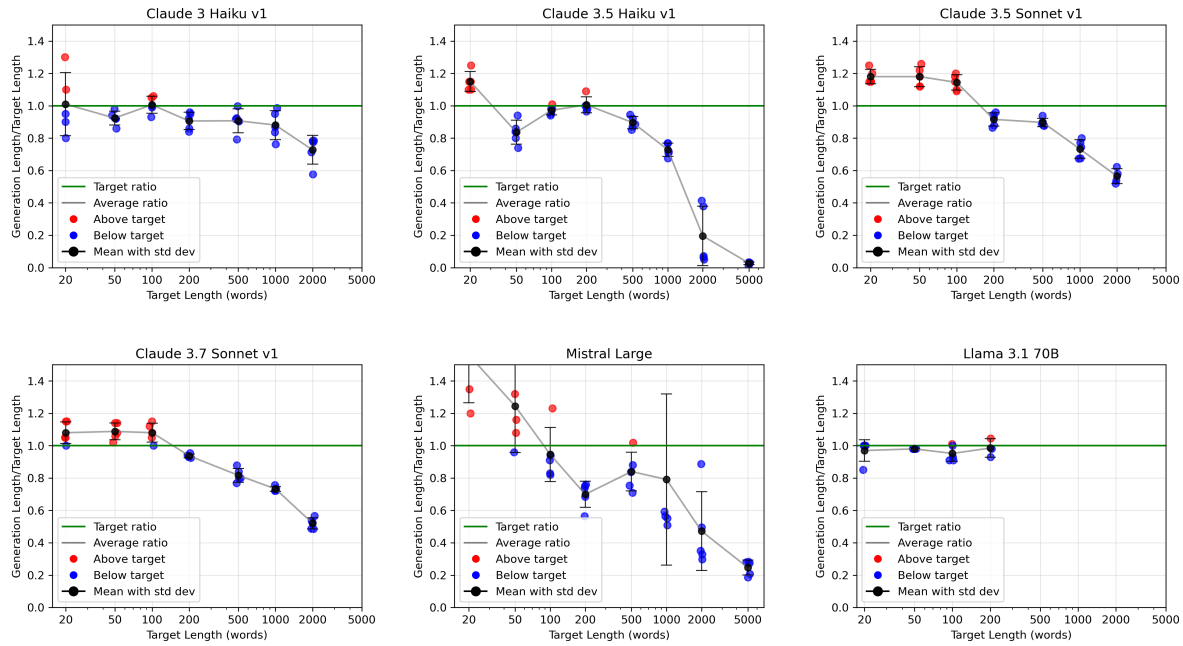 Claude 3 Haiku v1
Generation Length/Target Length
1.4
1.2
1.0
0.8
0.6
0.4
0.2
0.0
Target ratio
Average ratio
Above target
Below target
Mean with std dev
20 50 100 200 500 1000 2000 5000
Target Length (words)
Claude 3.5 Haiku v1
Generation Length/Target Length
1.4
1.2
1.0
0.8
0.6
0.4
0.2
0.0
Target ratio
Average ratio
Above target
Below target
Mean with std dev
20 50 100 200 500 1000 2000 5000
Target Length (words)
Claude 3.5 Sonnet v1
Generation Length/Target Length
1.4
1.2
1.0
0.8
0.6
0.4
0.2
0.0
Target ratio
Average ratio
Above target
Below target
Mean with std dev
20 50 100 200 500 1000 2000 5000
Target Length (words)
Claude 3.7 Sonnet v1
Generation Length/Target Length
1.4
1.2
1.0
0.8
0.6
0.4
0.2
0.0
Target ratio
Average ratio
Above target
Below target
Mean with std dev
20 50 100 200 500 1000 2000 5000
Target Length (words)
Mistral Large
Generation Length/Target Length
1.4
1.2
1.0
0.8
0.6
0.4
0.2
0.0
Target ratio
Average ratio
Above target
Below target
Mean with std dev
20 50 100 200 500 1000 2000 5000
Target Length (words)
Llama 3.1 70B
Generation Length/Target Length
1.4
1.2
1.0
0.8
0.6
0.4
0.2
0.0
Target ratio
Average ratio
Above target
Below target
Mean with std dev
20 50 100 200 500 1000 2000 5000
Target Length (words)